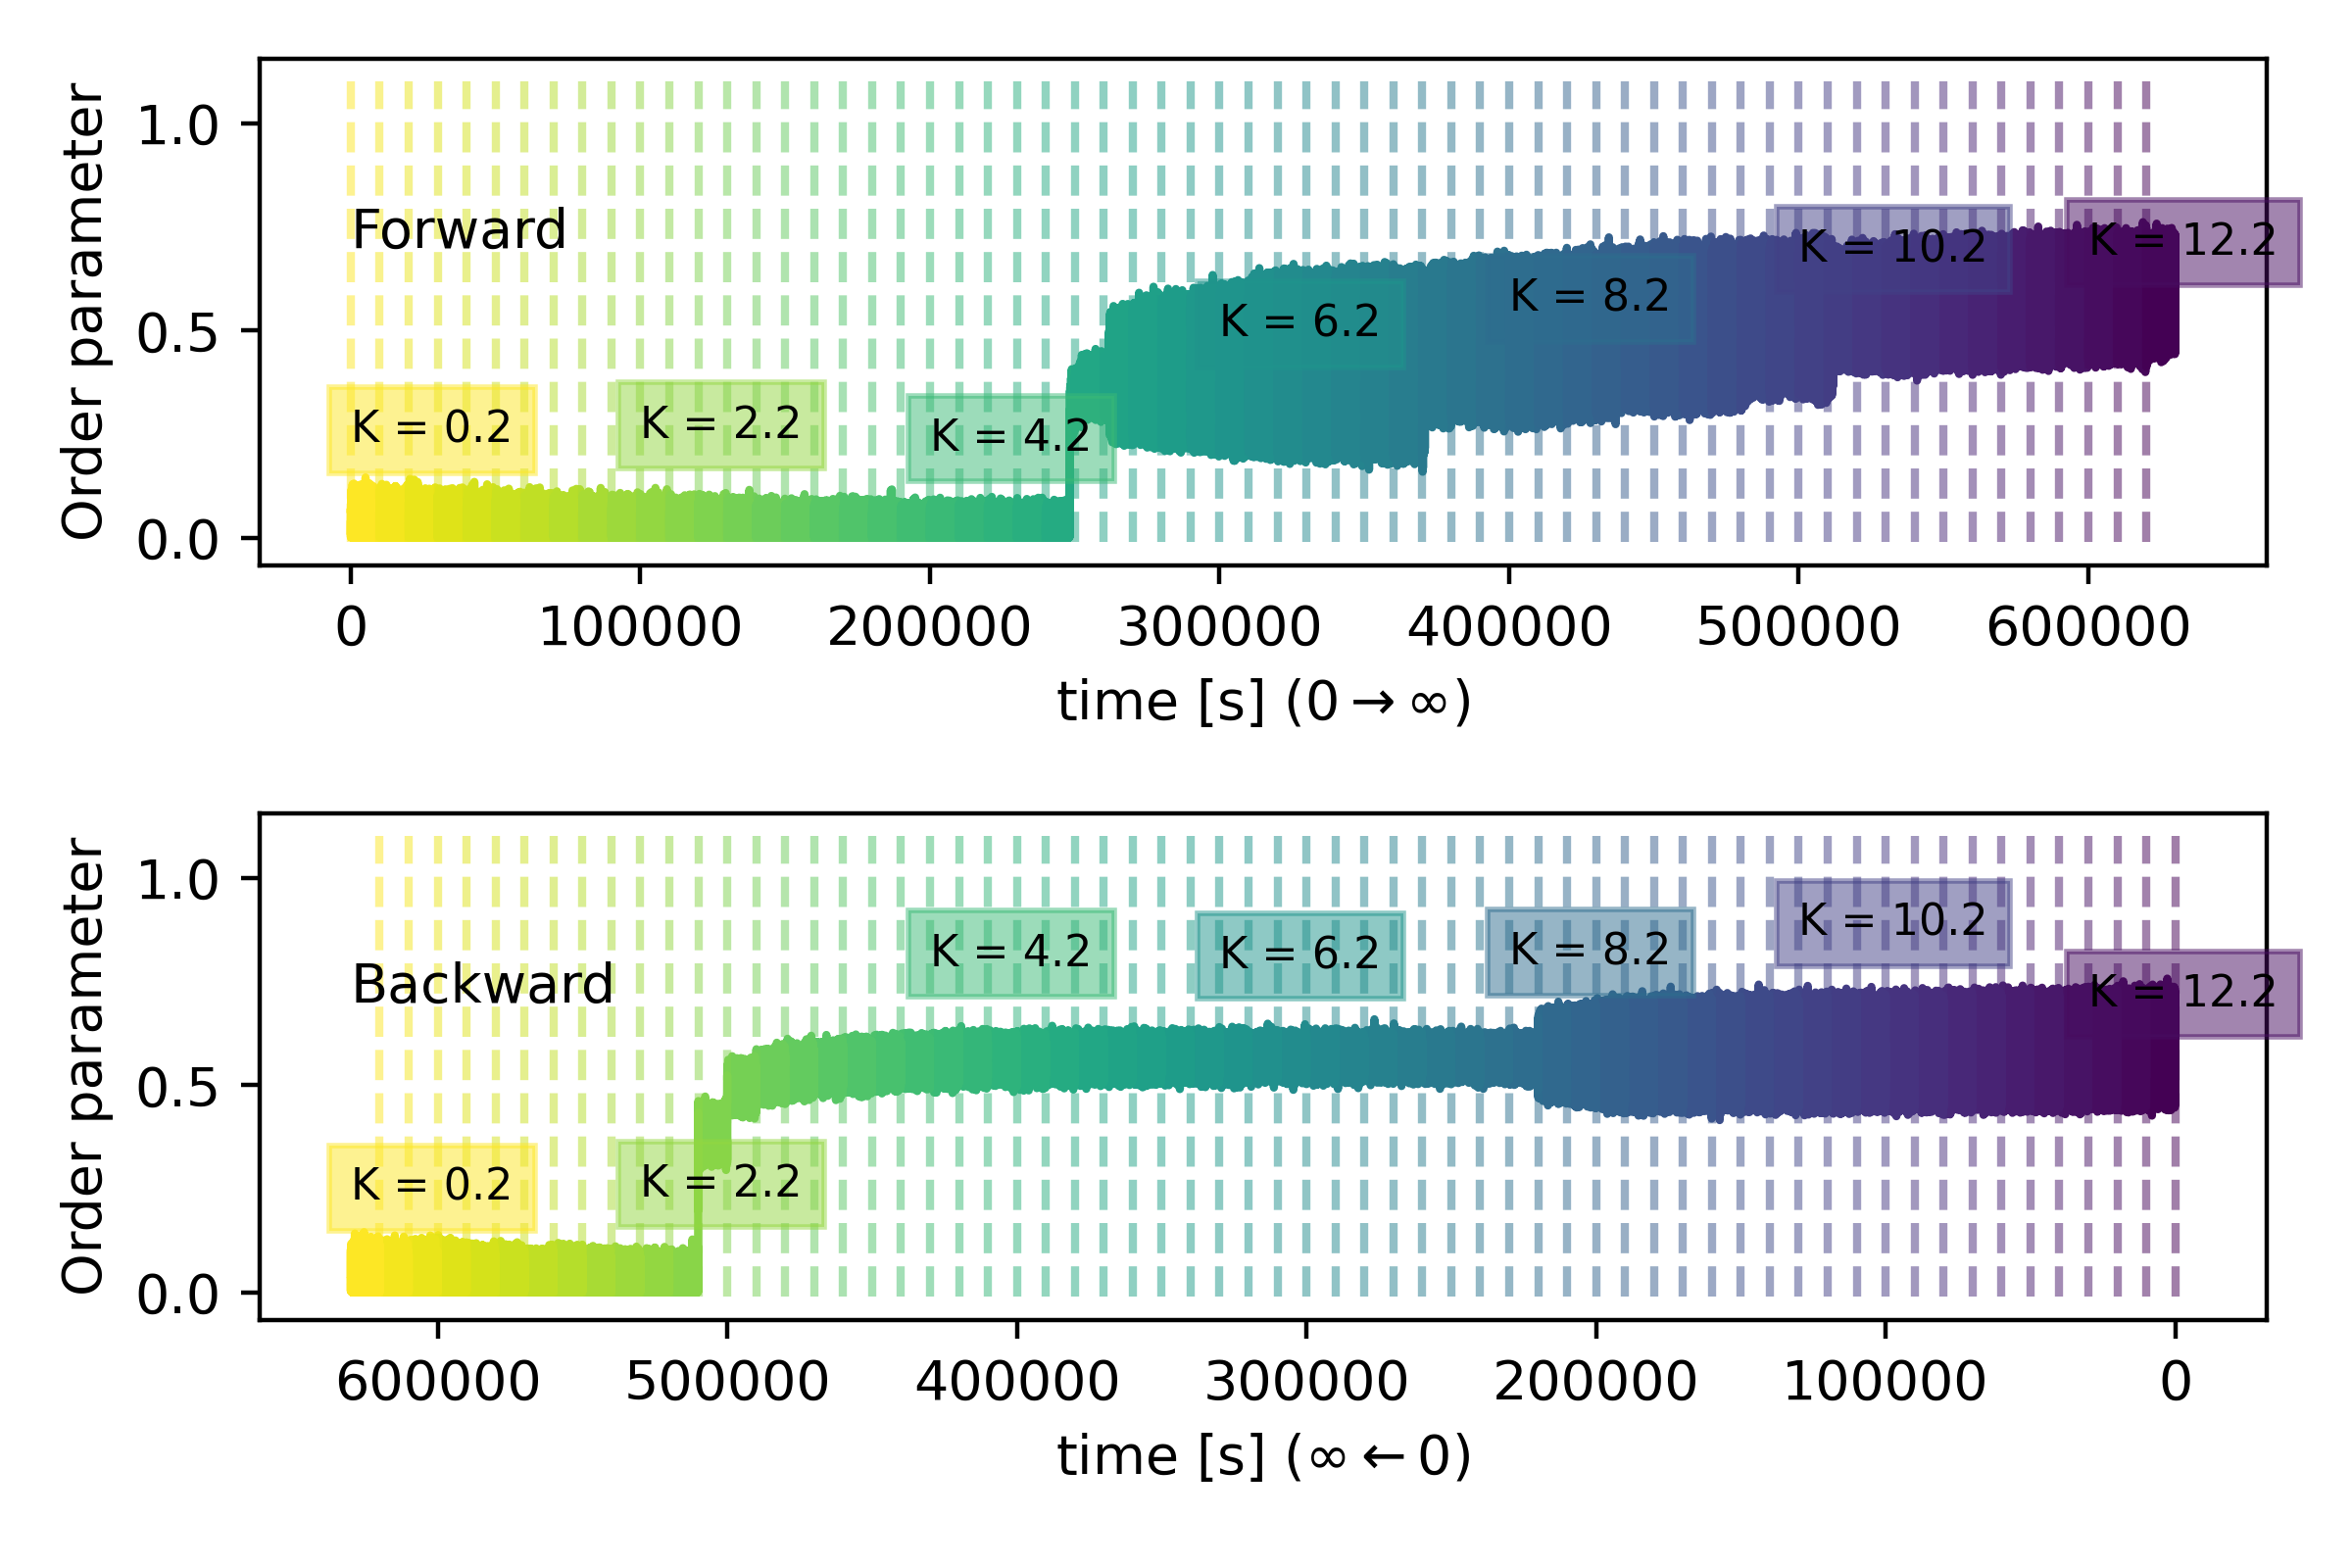 Order parameter
1.0
0.5
0.0
Forward
K = 0.2
K = 2.2
K = 4.2
K = 6.2
K = 8.2
K = 10.2
K = 12.2
0 100000 200000 300000 400000 500000 600000
time [s] (0 → ∞)
Order parameter
1.0
0.5
0.0
Backward
K = 0.2
K = 2.2
K = 4.2
K = 6.2
K = 8.2
K = 10.2
K = 12.2
600000 500000 400000 300000 200000 100000 0
time [s] (∞ ← 0)